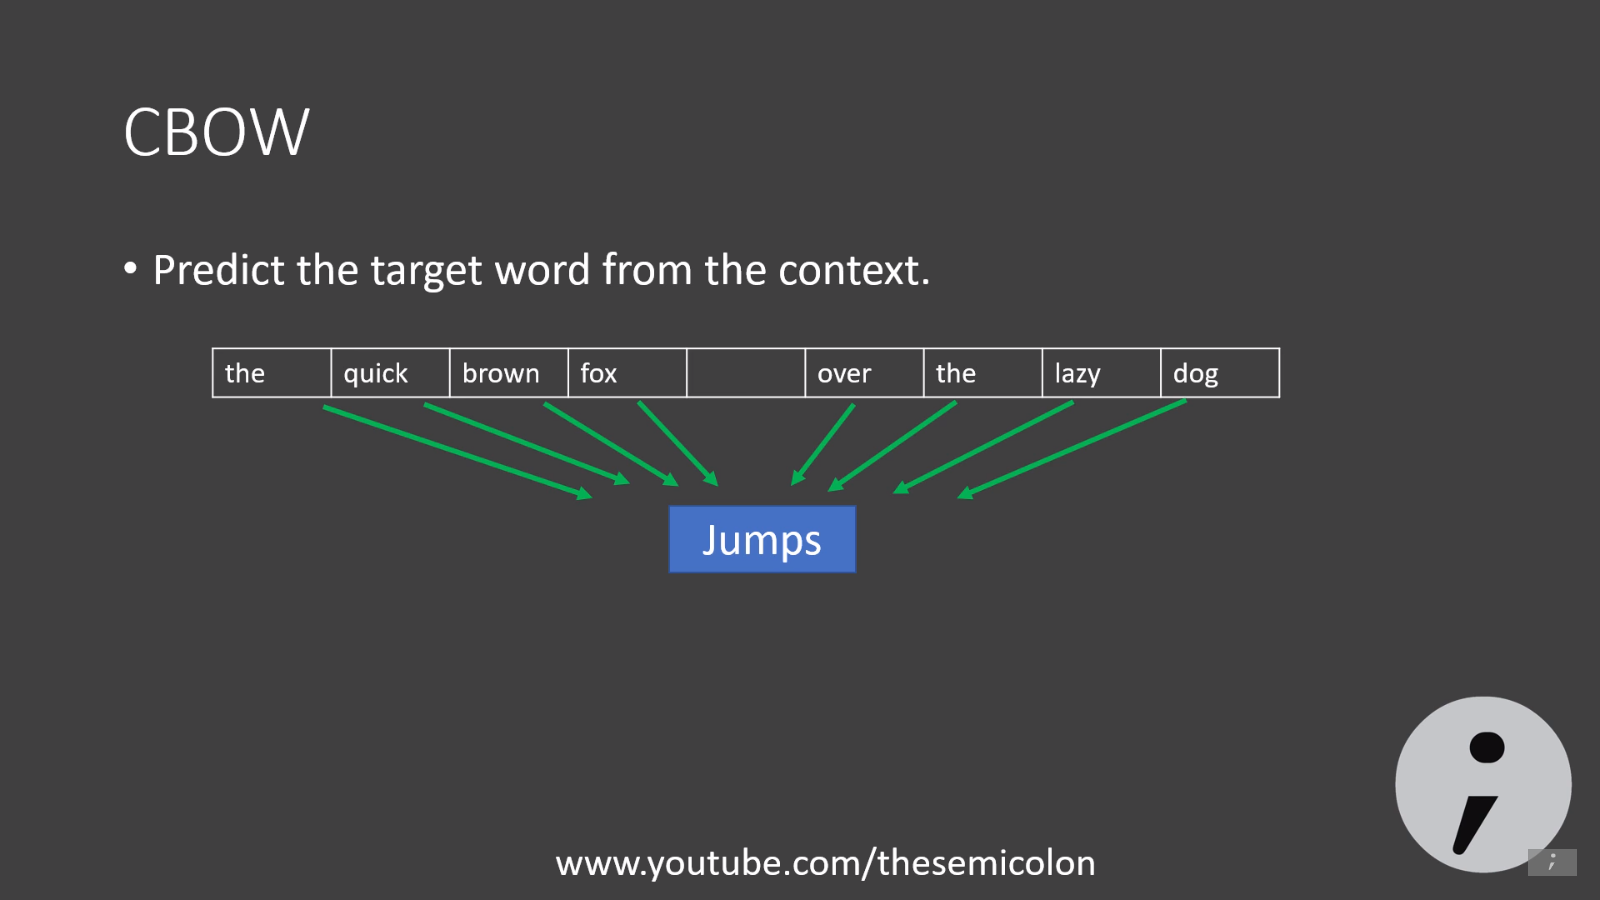 CBOW
• Predict the target word from the context.
the quick brown fox over the lazy dog
Jumps
;
www.youtube.com/thesemicolon
;